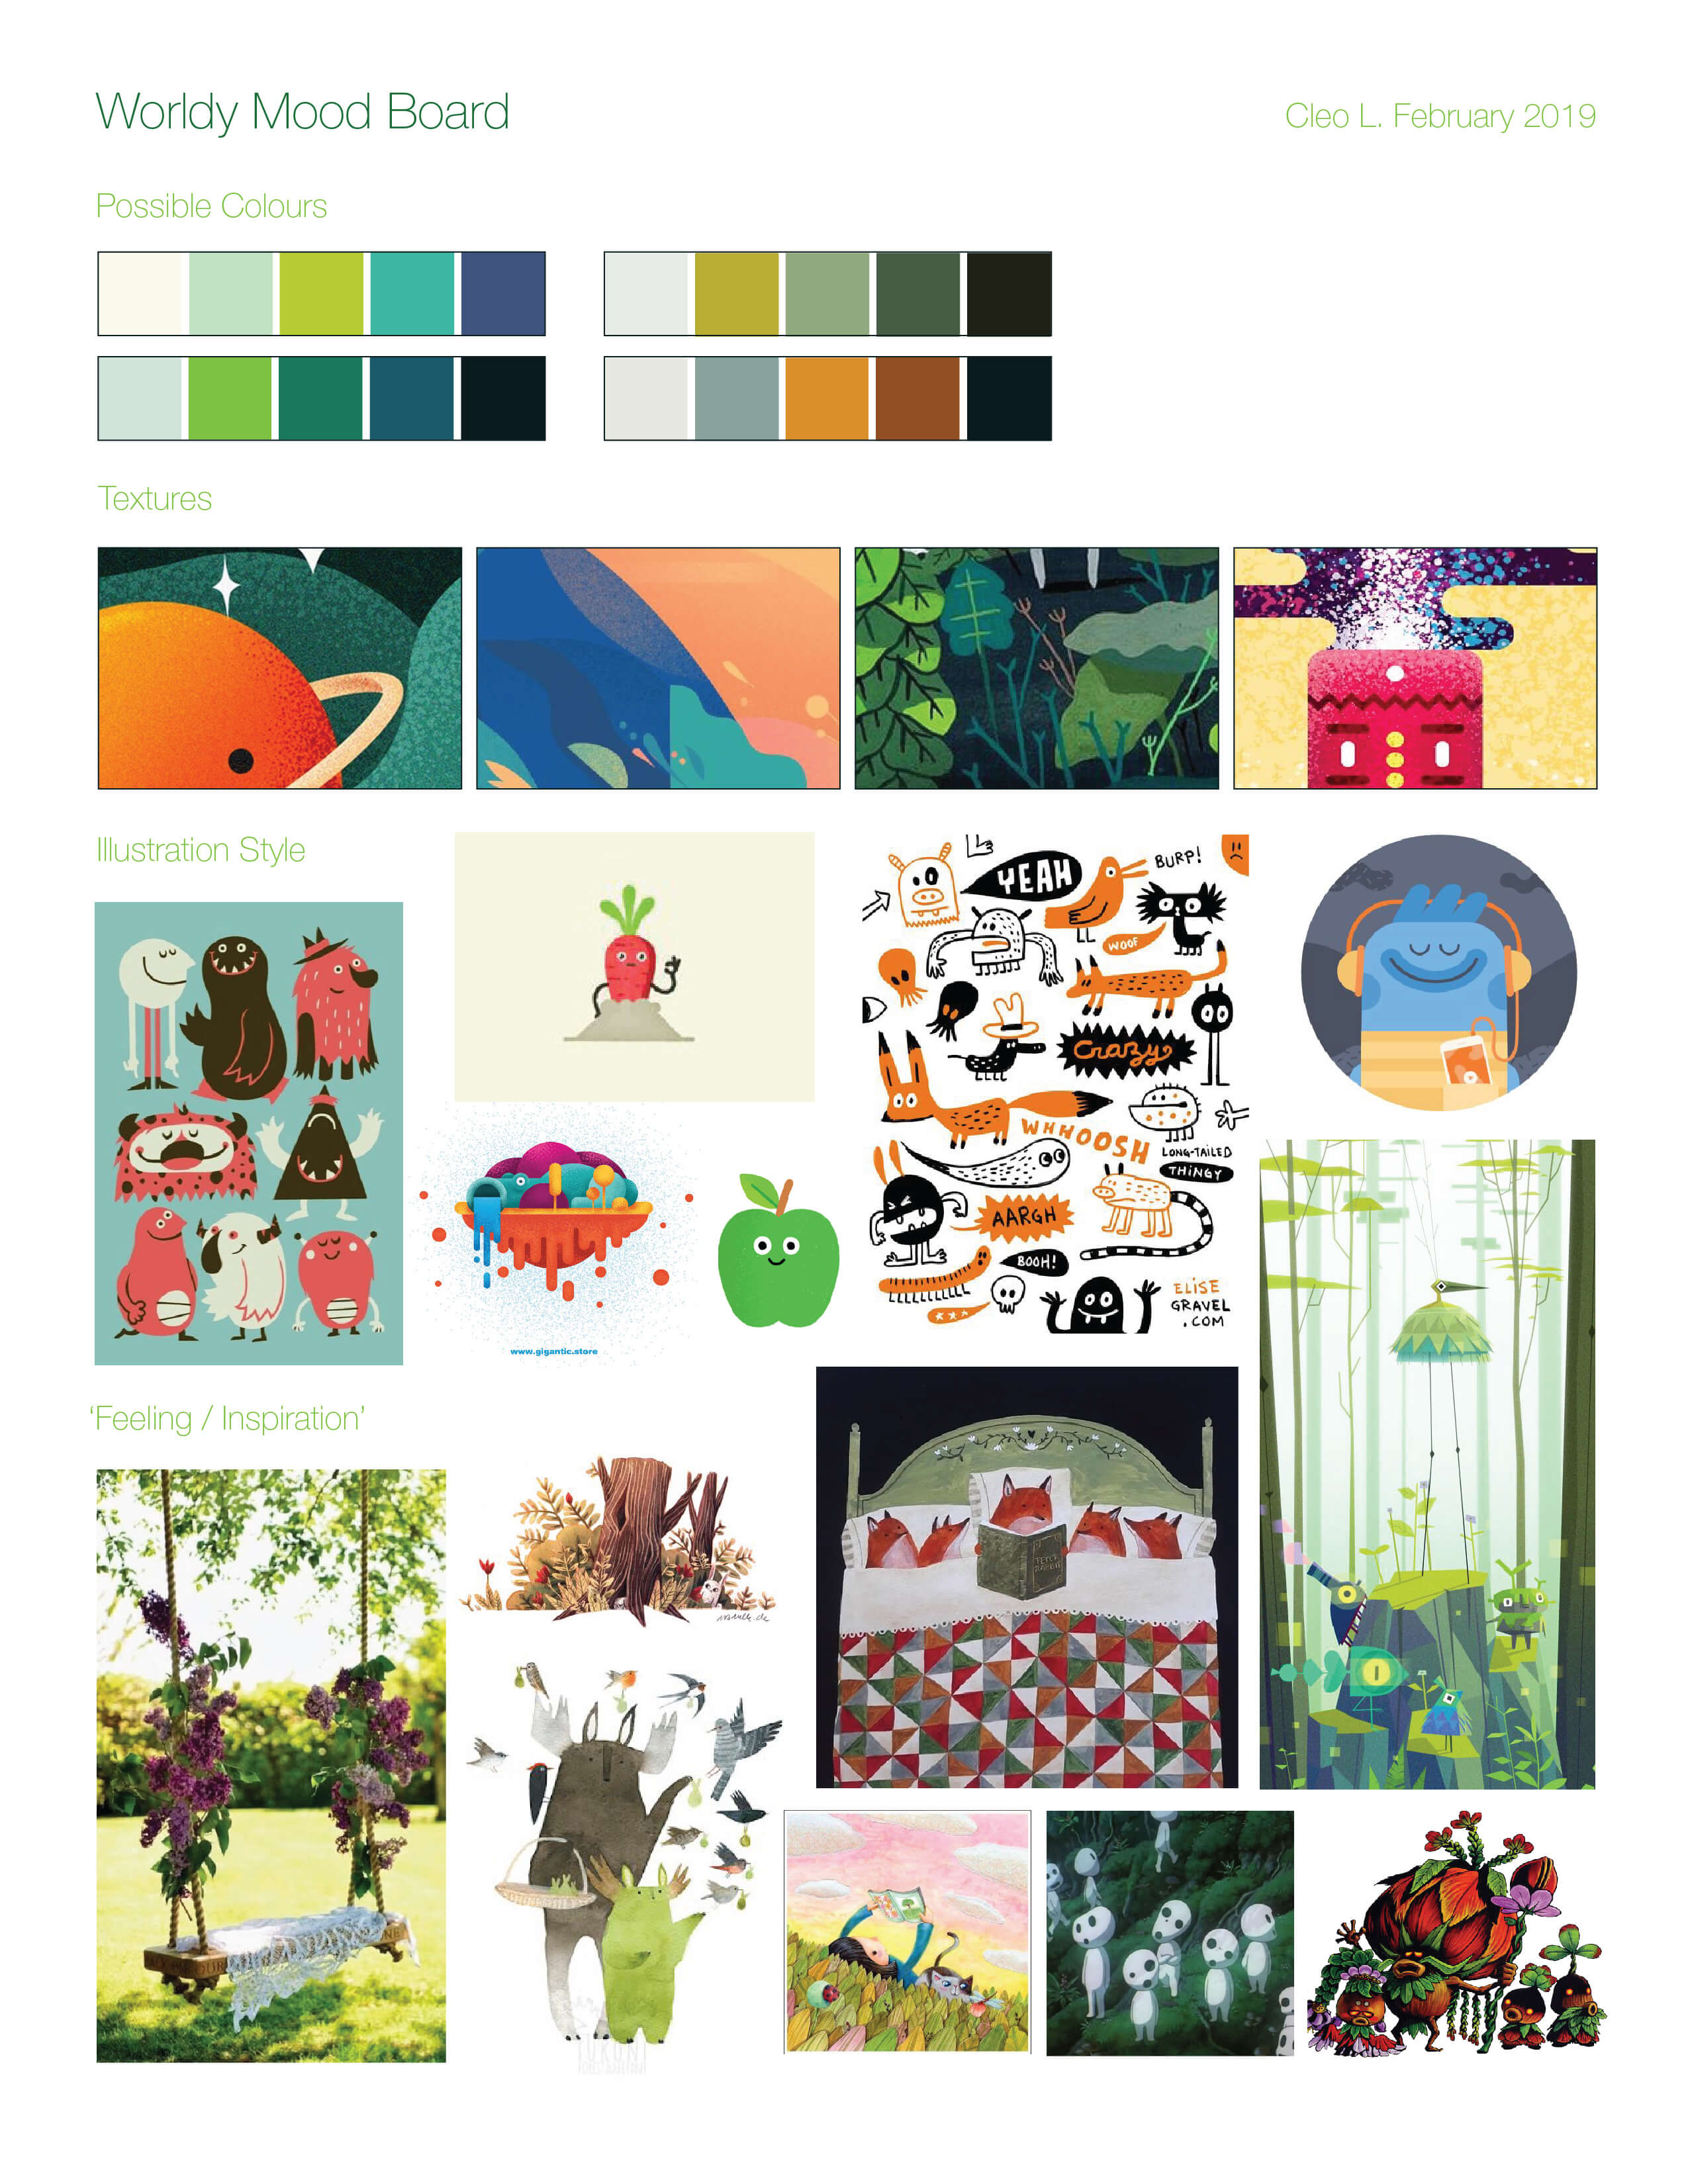 Worldy Mood Board
Cleo L. February 2019
Possible Colours
Textures
Illustration Style
YEAH
BURP!
WOOF
Crazy
WHHOOSH
LONG-TAILED
THINGY
AARGH
BOOH!
ELISE
GRAVEL
.COM
www.gigantic.store
'Feeling / Inspiration'